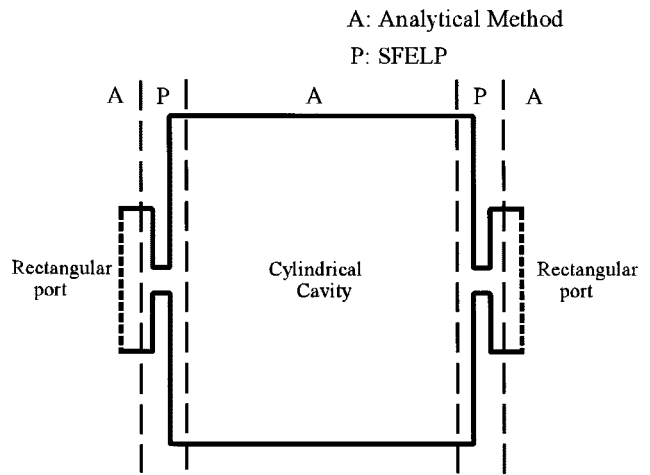 A: Analytical Method
P: SFELP
A P A P A
Rectangular
port
Cylindrical
Cavity
Rectangular
port